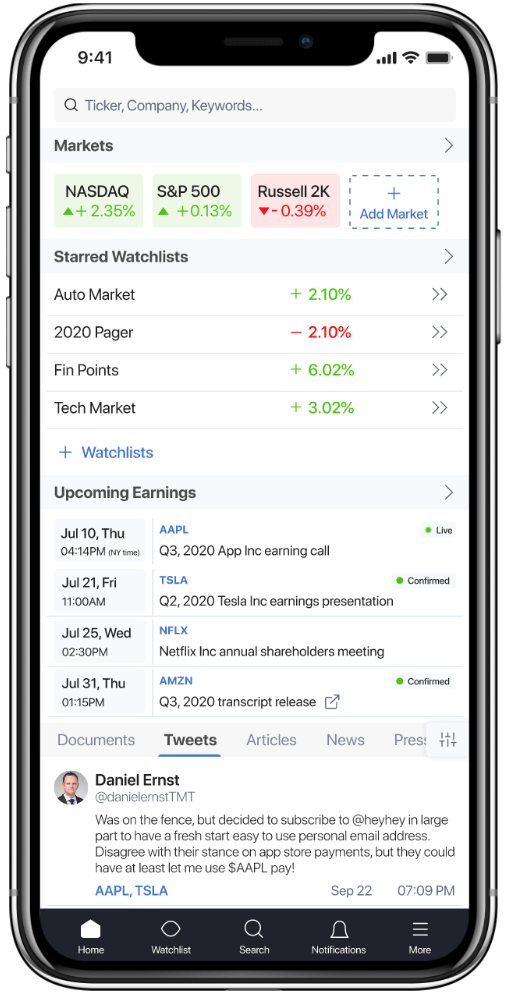 9:41
Ticker, Company, Keywords...
Markets
NASDAQ
+ 2.35%
S&P 500
+0.13%
Russell 2K
- 0.39%
+
Add Market
Starred Watchlists
Auto Market + 2.10%
2020 Pager − 2.10%
Fin Points + 6.02%
Tech Market + 3.02%
+ Watchlists
Upcoming Earnings
Jul 10, Thu
04:14PM (NY time)
AAPL
Live
Q3, 2020 App Inc earning call
Jul 21, Fri
11:00AM
TSLA
Confirmed
Q2, 2020 Tesla Inc earnings presentation
Jul 25, Wed
02:30PM
NFLX
Netflix Inc annual shareholders meeting
Jul 31, Thu
01:15PM
AMZN
Confirmed
Q3, 2020 transcript release
Documents Tweets Articles News Press
Daniel Ernst
@danielernstTMT
Was on the fence, but decided to subscribe to @heyhey in large
part to have a fresh start easy to use personal email address.
Disagree with their stance on app store payments, but they could
have at least let me use $AAPL pay!
AAPL, TSLA Sep 22 07:09 PM
Home Watchlist Search Notifications More